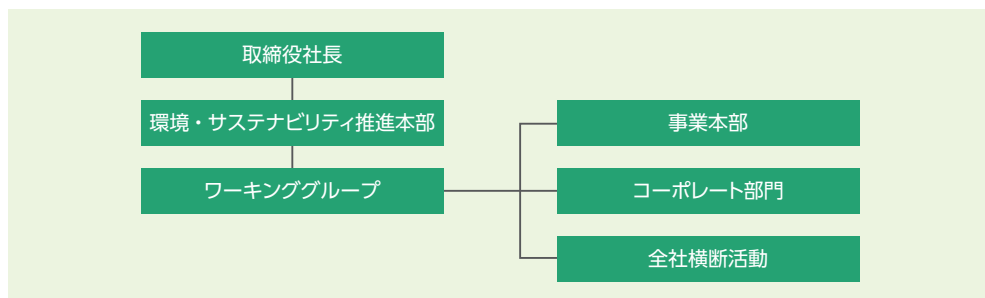 取締役社長
環境・サステナビリティ推進本部
ワーキンググループ
事業本部
コーポレート部門
全社横断活動